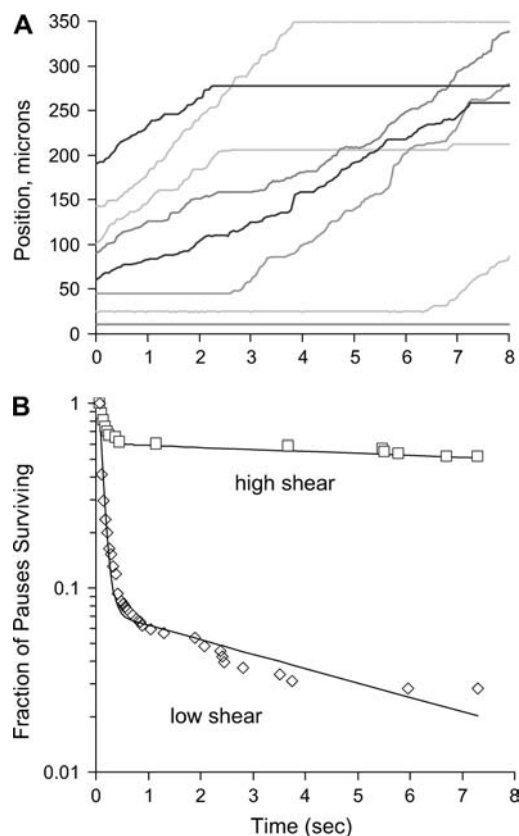 A
350
300
250
200
150
100
50
0
Position, microns
0 1 2 3 4 5 6 7 8
B
1
0.1
0.01
Fraction of Pauses Surviving
high shear
low shear
0 1 2 3 4 5 6 7 8
Time (sec)